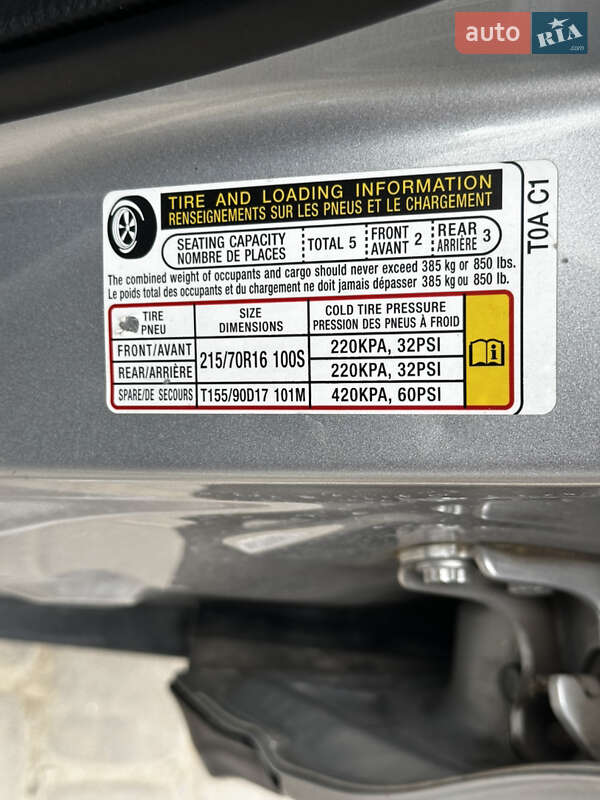 auto RIA .com
TIRE AND LOADING INFORMATION
RENSEIGNEMENTS SUR LES PNEUS ET LE CHARGEMENT
SEATING CAPACITY
NOMBRE DE PLACES
TOTAL 5
FRONT
AVANT 2
REAR
ARRIÈRE 3
The combined weight of occupants and cargo should never exceed 385 kg or 850 lbs.
Le poids total des occupants et du chargement ne doit jamais dépasser 385 kg ou 850 lb.
TIRE
PNEU
SIZE
DIMENSIONS
COLD TIRE PRESSURE
PRESSION DES PNEUS À FROID
FRONT/AVANT
215/70R16 100S
220KPA, 32PSI
REAR/ARRIÈRE
220KPA, 32PSI
SPARE/DE SECOURS
T155/90D17 101M
420KPA, 60PSI
T0A C1